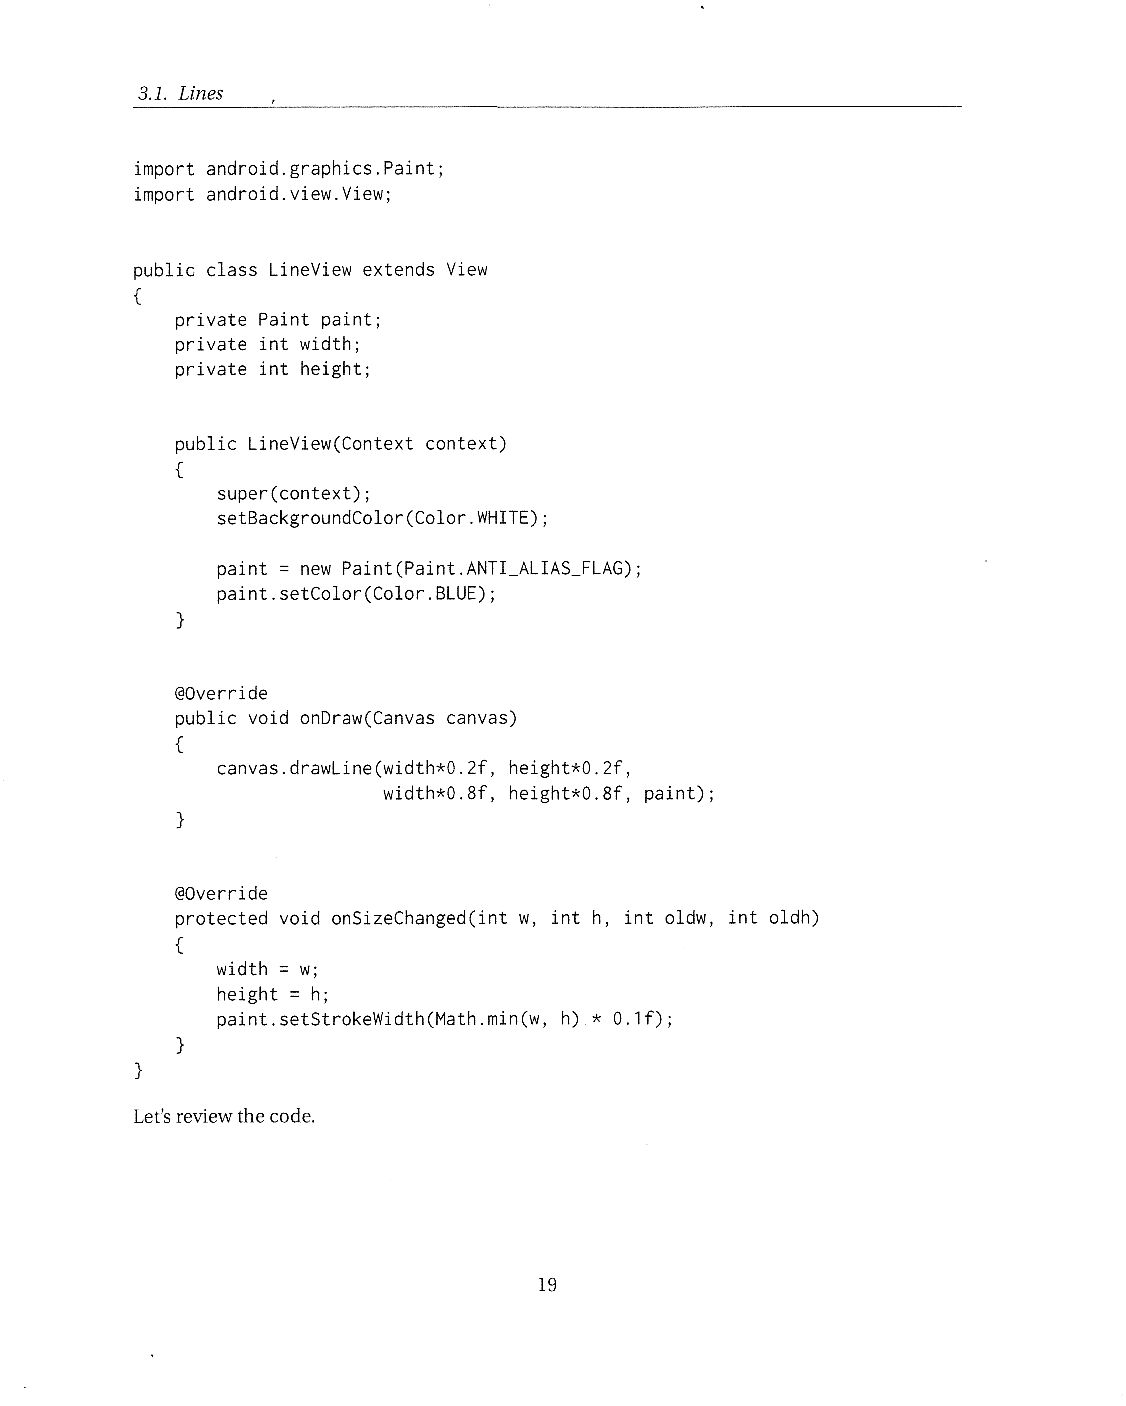 3.1. Lines
import android.graphics.Paint;
import android.view.View;
public class LineView extends View
{
    private Paint paint;
    private int width;
    private int height;
    public LineView(Context context)
    {
        super(context);
        setBackgroundColor(Color.WHITE);
        paint = new Paint(Paint.ANTI_ALIAS_FLAG);
        paint.setColor(Color.BLUE);
    }
    @Override
    public void onDraw(Canvas canvas)
    {
        canvas.drawLine(width*0.2f, height*0.2f,
                        width*0.8f, height*0.8f, paint);
    }
    @Override
    protected void onSizeChanged(int w, int h, int oldw, int oldh)
    {
        width = w;
        height = h;
        paint.setStrokeWidth(Math.min(w, h) * 0.1f);
    }
}
Let's review the code.
19